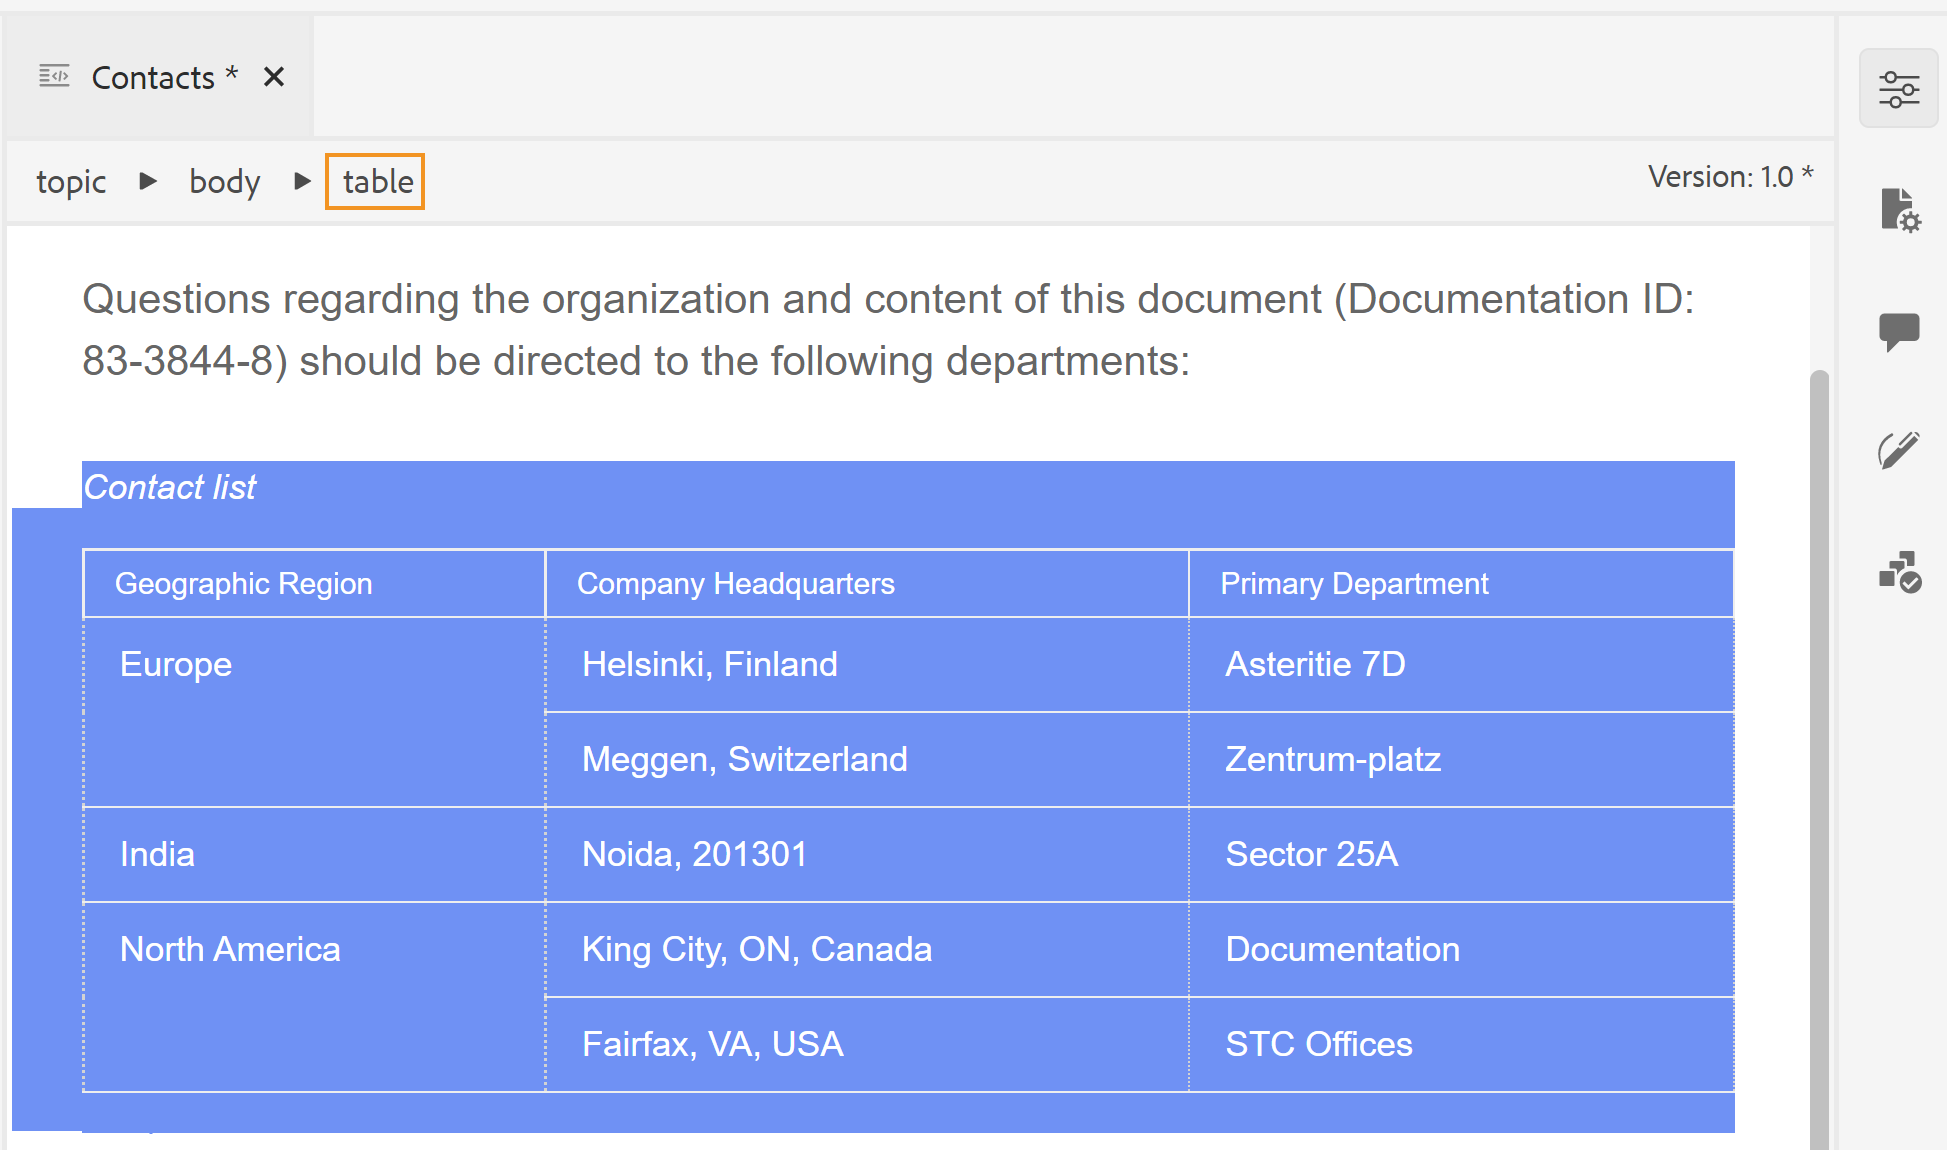 Contacts *
topic body table
Version: 1.0 *
Questions regarding the organization and content of this document (Documentation ID:
83-3844-8) should be directed to the following departments:
Contact list
Geographic Region Company Headquarters Primary Department
Europe Helsinki, Finland Asteritie 7D
Meggen, Switzerland Zentrum-platz
India Noida, 201301 Sector 25A
North America King City, ON, Canada Documentation
Fairfax, VA, USA STC Offices